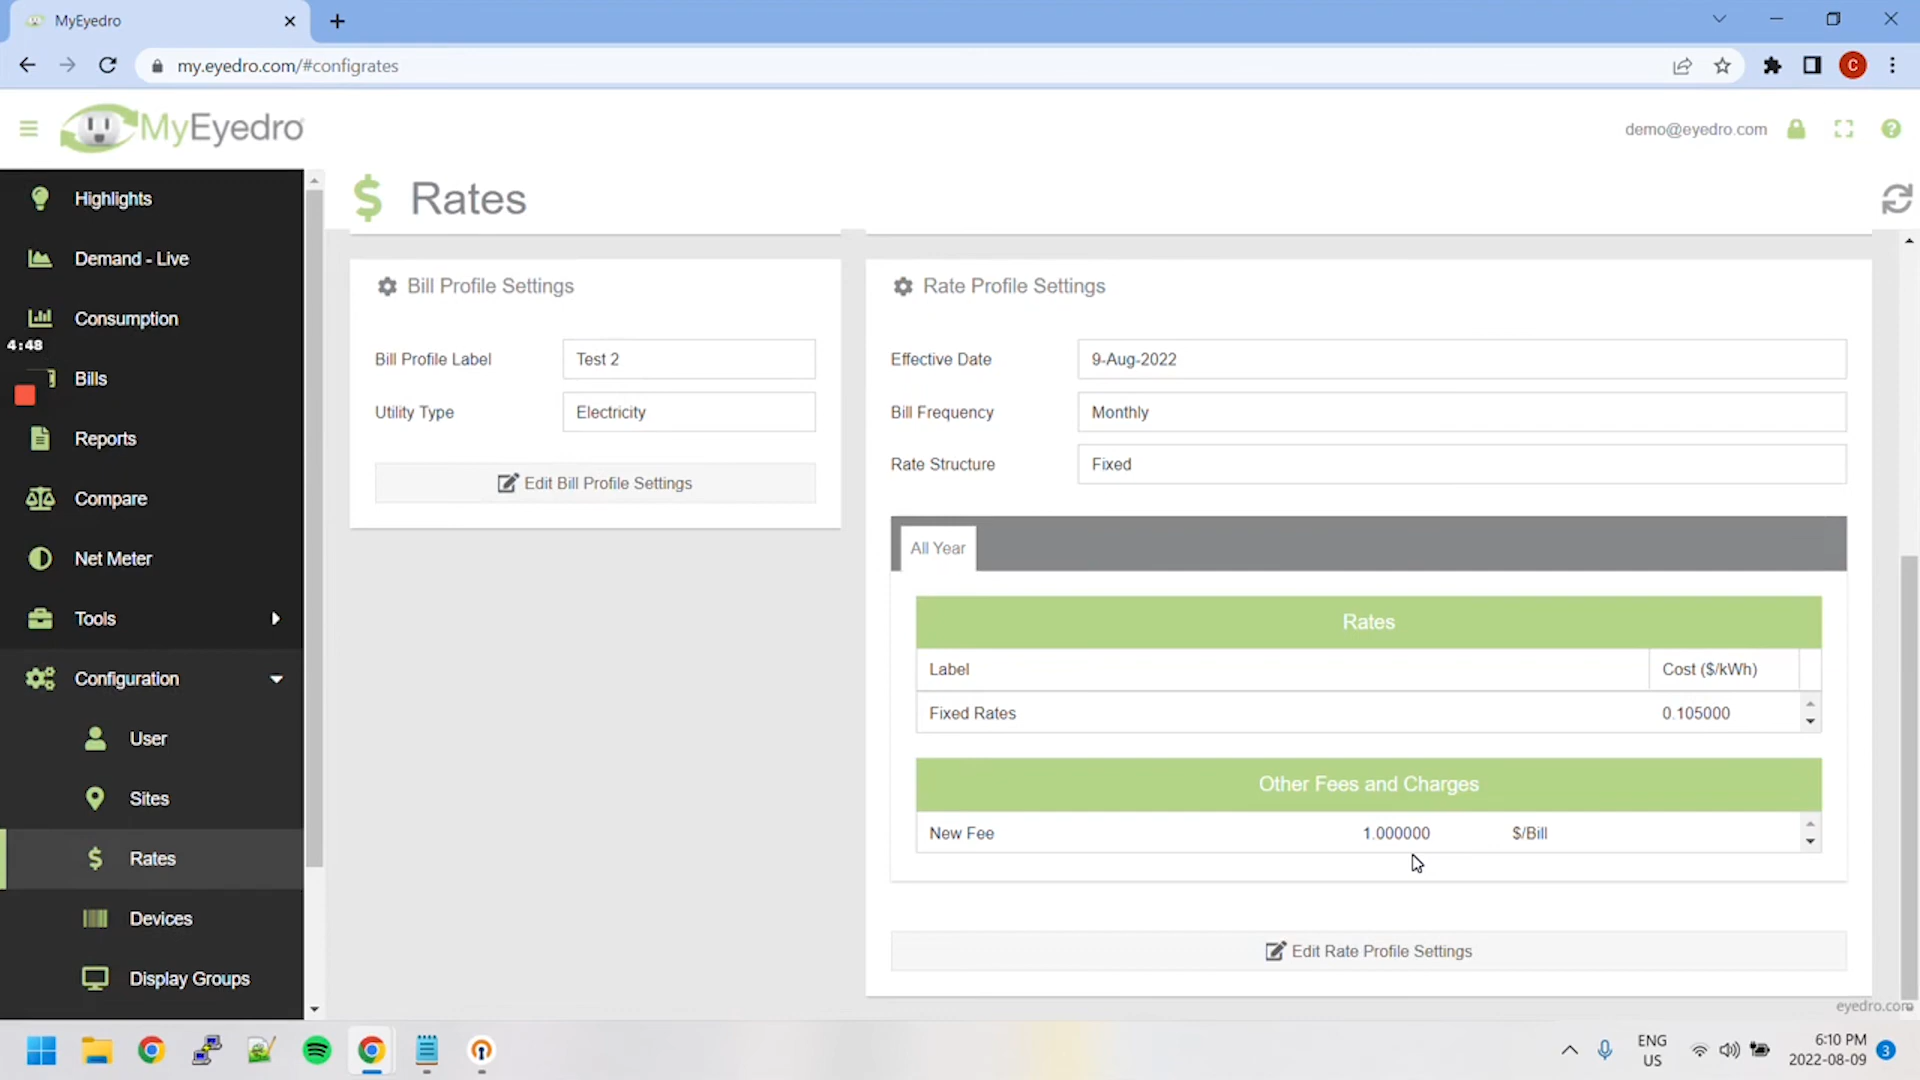 MyEyedro
my.eyedro.com/#configrates
C
MyEyedro
demo@eyedro.com
Highlights
Demand - Live
Consumption
4:48
Bills
Reports
Compare
Net Meter
Tools
Configuration
User
Sites
Rates
Devices
Display Groups
$ Rates
Bill Profile Settings
Bill Profile Label
Test 2
Utility Type
Electricity
Edit Bill Profile Settings
Rate Profile Settings
Effective Date
9-Aug-2022
Bill Frequency
Monthly
Rate Structure
Fixed
All Year
Rates
Label
Cost ($/kWh)
Fixed Rates
0.105000
Other Fees and Charges
New Fee
1.000000
$/Bill
Edit Rate Profile Settings
eyedro.com
ENG
US
6:10 PM
2022-08-09
3